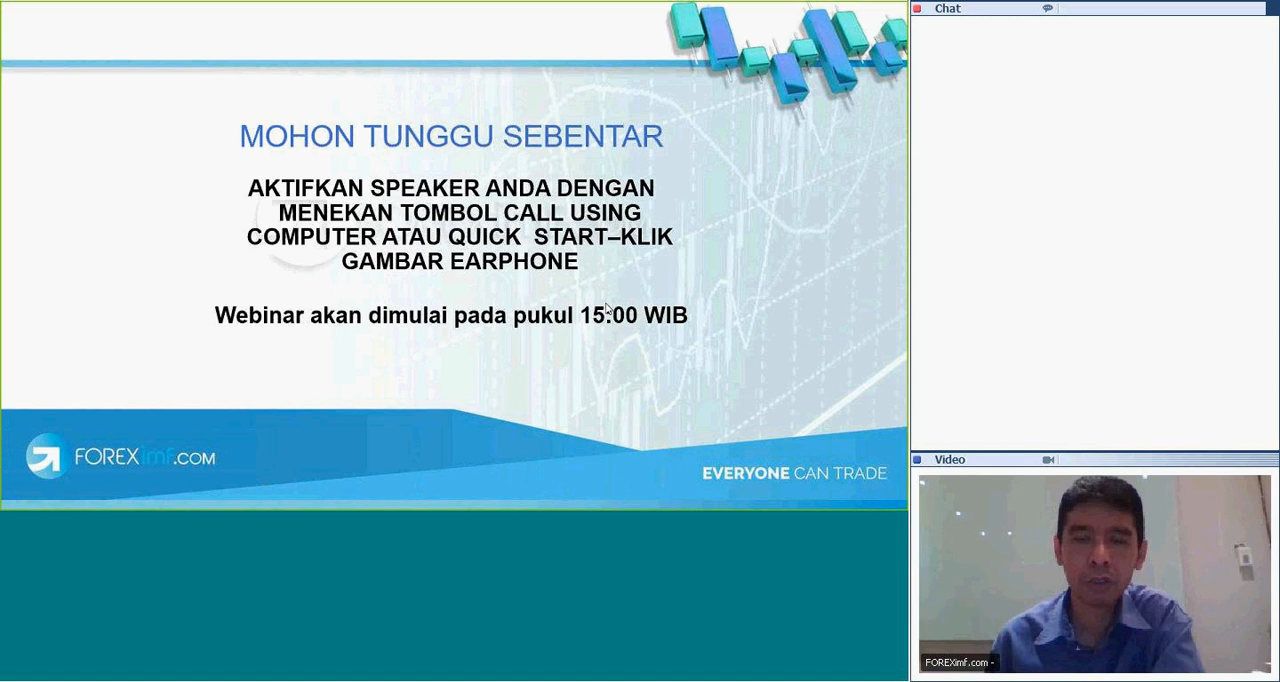 Chat
MOHON TUNGGU SEBENTAR
AKTIFKAN SPEAKER ANDA DENGAN
MENEKAN TOMBOL CALL USING
COMPUTER ATAU QUICK START–KLIK
GAMBAR EARPHONE
Webinar akan dimulai pada pukul 15:00 WIB
FOREXimf.COM
EVERYONE CAN TRADE
Video
FOREXimf.com -